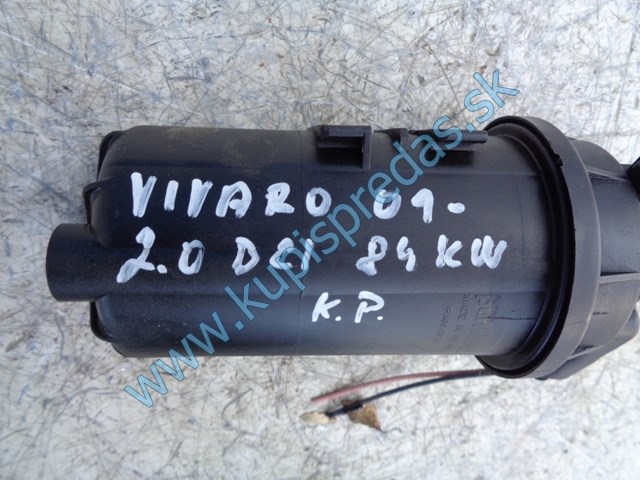 VIVARO 01-
2.0 DCI 84 KW
K.P.
www.kupispredas.sk